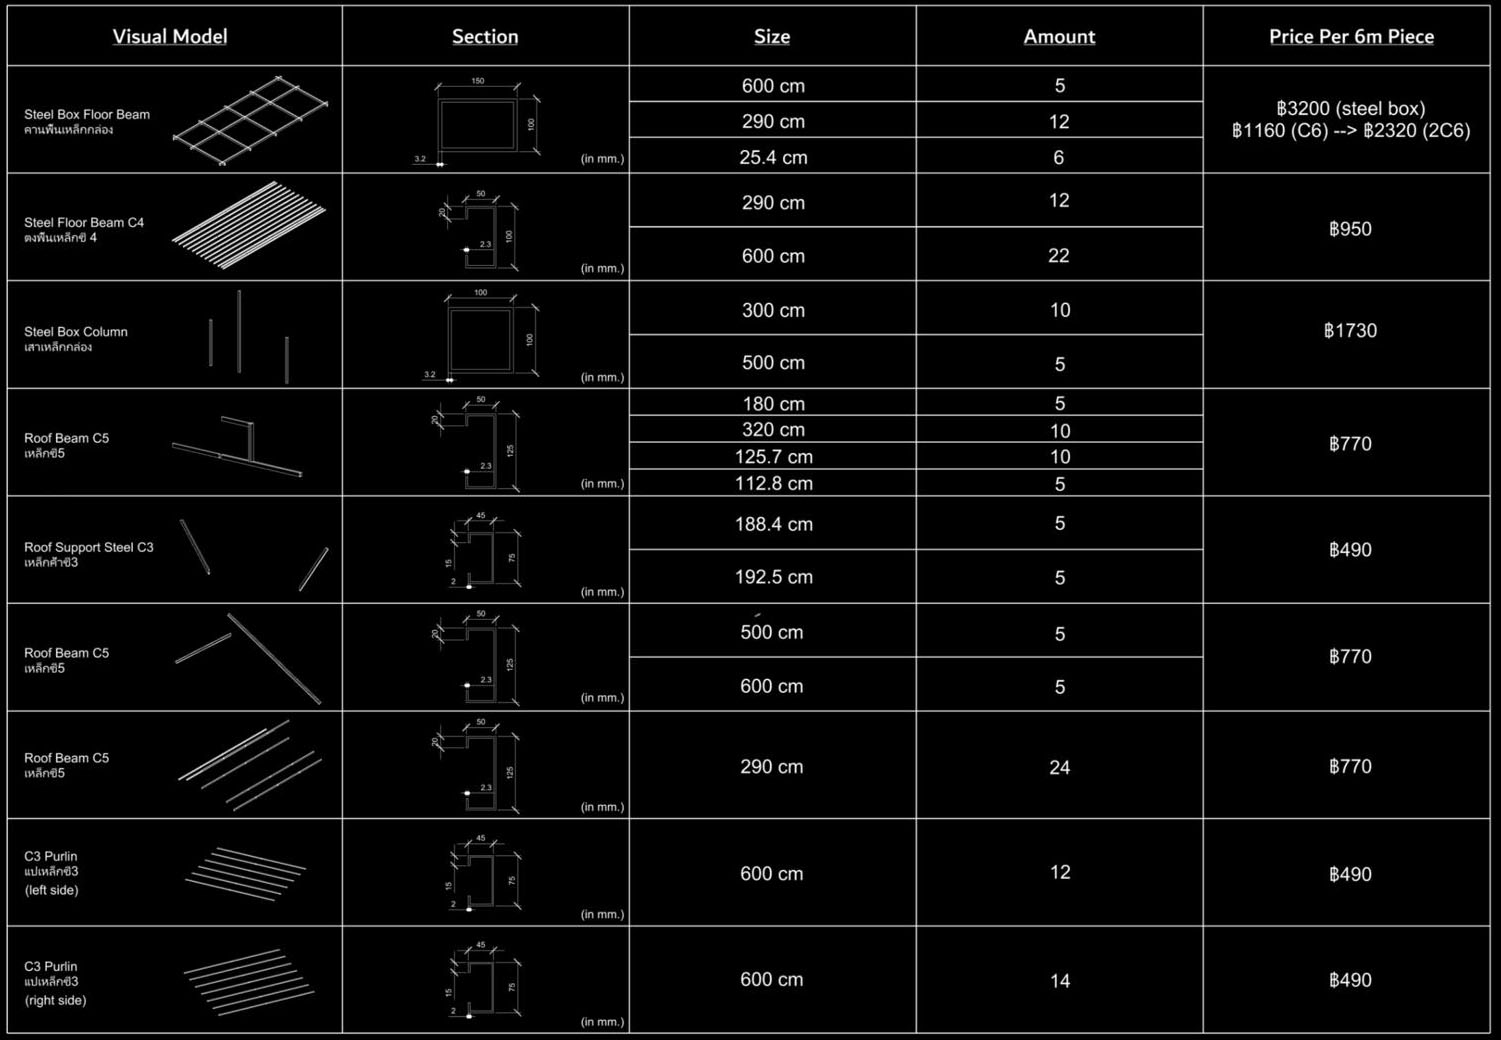 Visual Model
Section
Size
Amount
Price Per 6m Piece
Steel Box Floor Beam
คานพื้นเหล็กกล่อง
150
100
3.2
(in mm.)
600 cm
5
290 cm
12
25.4 cm
6
฿3200 (steel box)
฿1160 (C6) --> ฿2320 (2C6)
Steel Floor Beam C4
ตงพื้นเหล็กซี 4
50
20
100
2.3
(in mm.)
290 cm
12
600 cm
22
฿950
Steel Box Column
เสาเหล็กกล่อง
100
100
3.2
(in mm.)
300 cm
10
500 cm
5
฿1730
Roof Beam C5
เหล็กซี5
50
20
125
2.3
(in mm.)
180 cm
5
320 cm
10
125.7 cm
10
112.8 cm
5
฿770
Roof Support Steel C3
เหล็กค้ำซี3
45
15
75
2
(in mm.)
188.4 cm
5
192.5 cm
5
฿490
Roof Beam C5
เหล็กซี5
50
20
125
2.3
(in mm.)
500 cm
5
600 cm
5
฿770
Roof Beam C5
เหล็กซี5
50
20
125
2.3
(in mm.)
290 cm
24
฿770
C3 Purlin
แปเหล็กซี3
(left side)
45
15
75
2
(in mm.)
600 cm
12
฿490
C3 Purlin
แปเหล็กซี3
(right side)
45
15
75
2
(in mm.)
600 cm
14
฿490